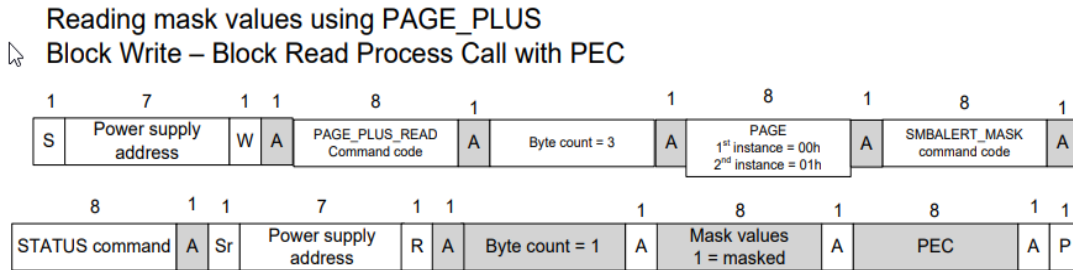 Reading mask values using PAGE_PLUS
Block Write – Block Read Process Call with PEC
1 7 1 1 8 1 1 8 1 8 1
S Power supply address W A PAGE_PLUS_READ Command code A Byte count = 3 A PAGE 1st instance = 00h 2nd instance = 01h A SMBALERT_MASK command code A
8 1 1 7 1 1 1 8 1 8 1 1
STATUS command A Sr Power supply address R A Byte count = 1 A Mask values 1 = masked A PEC A P